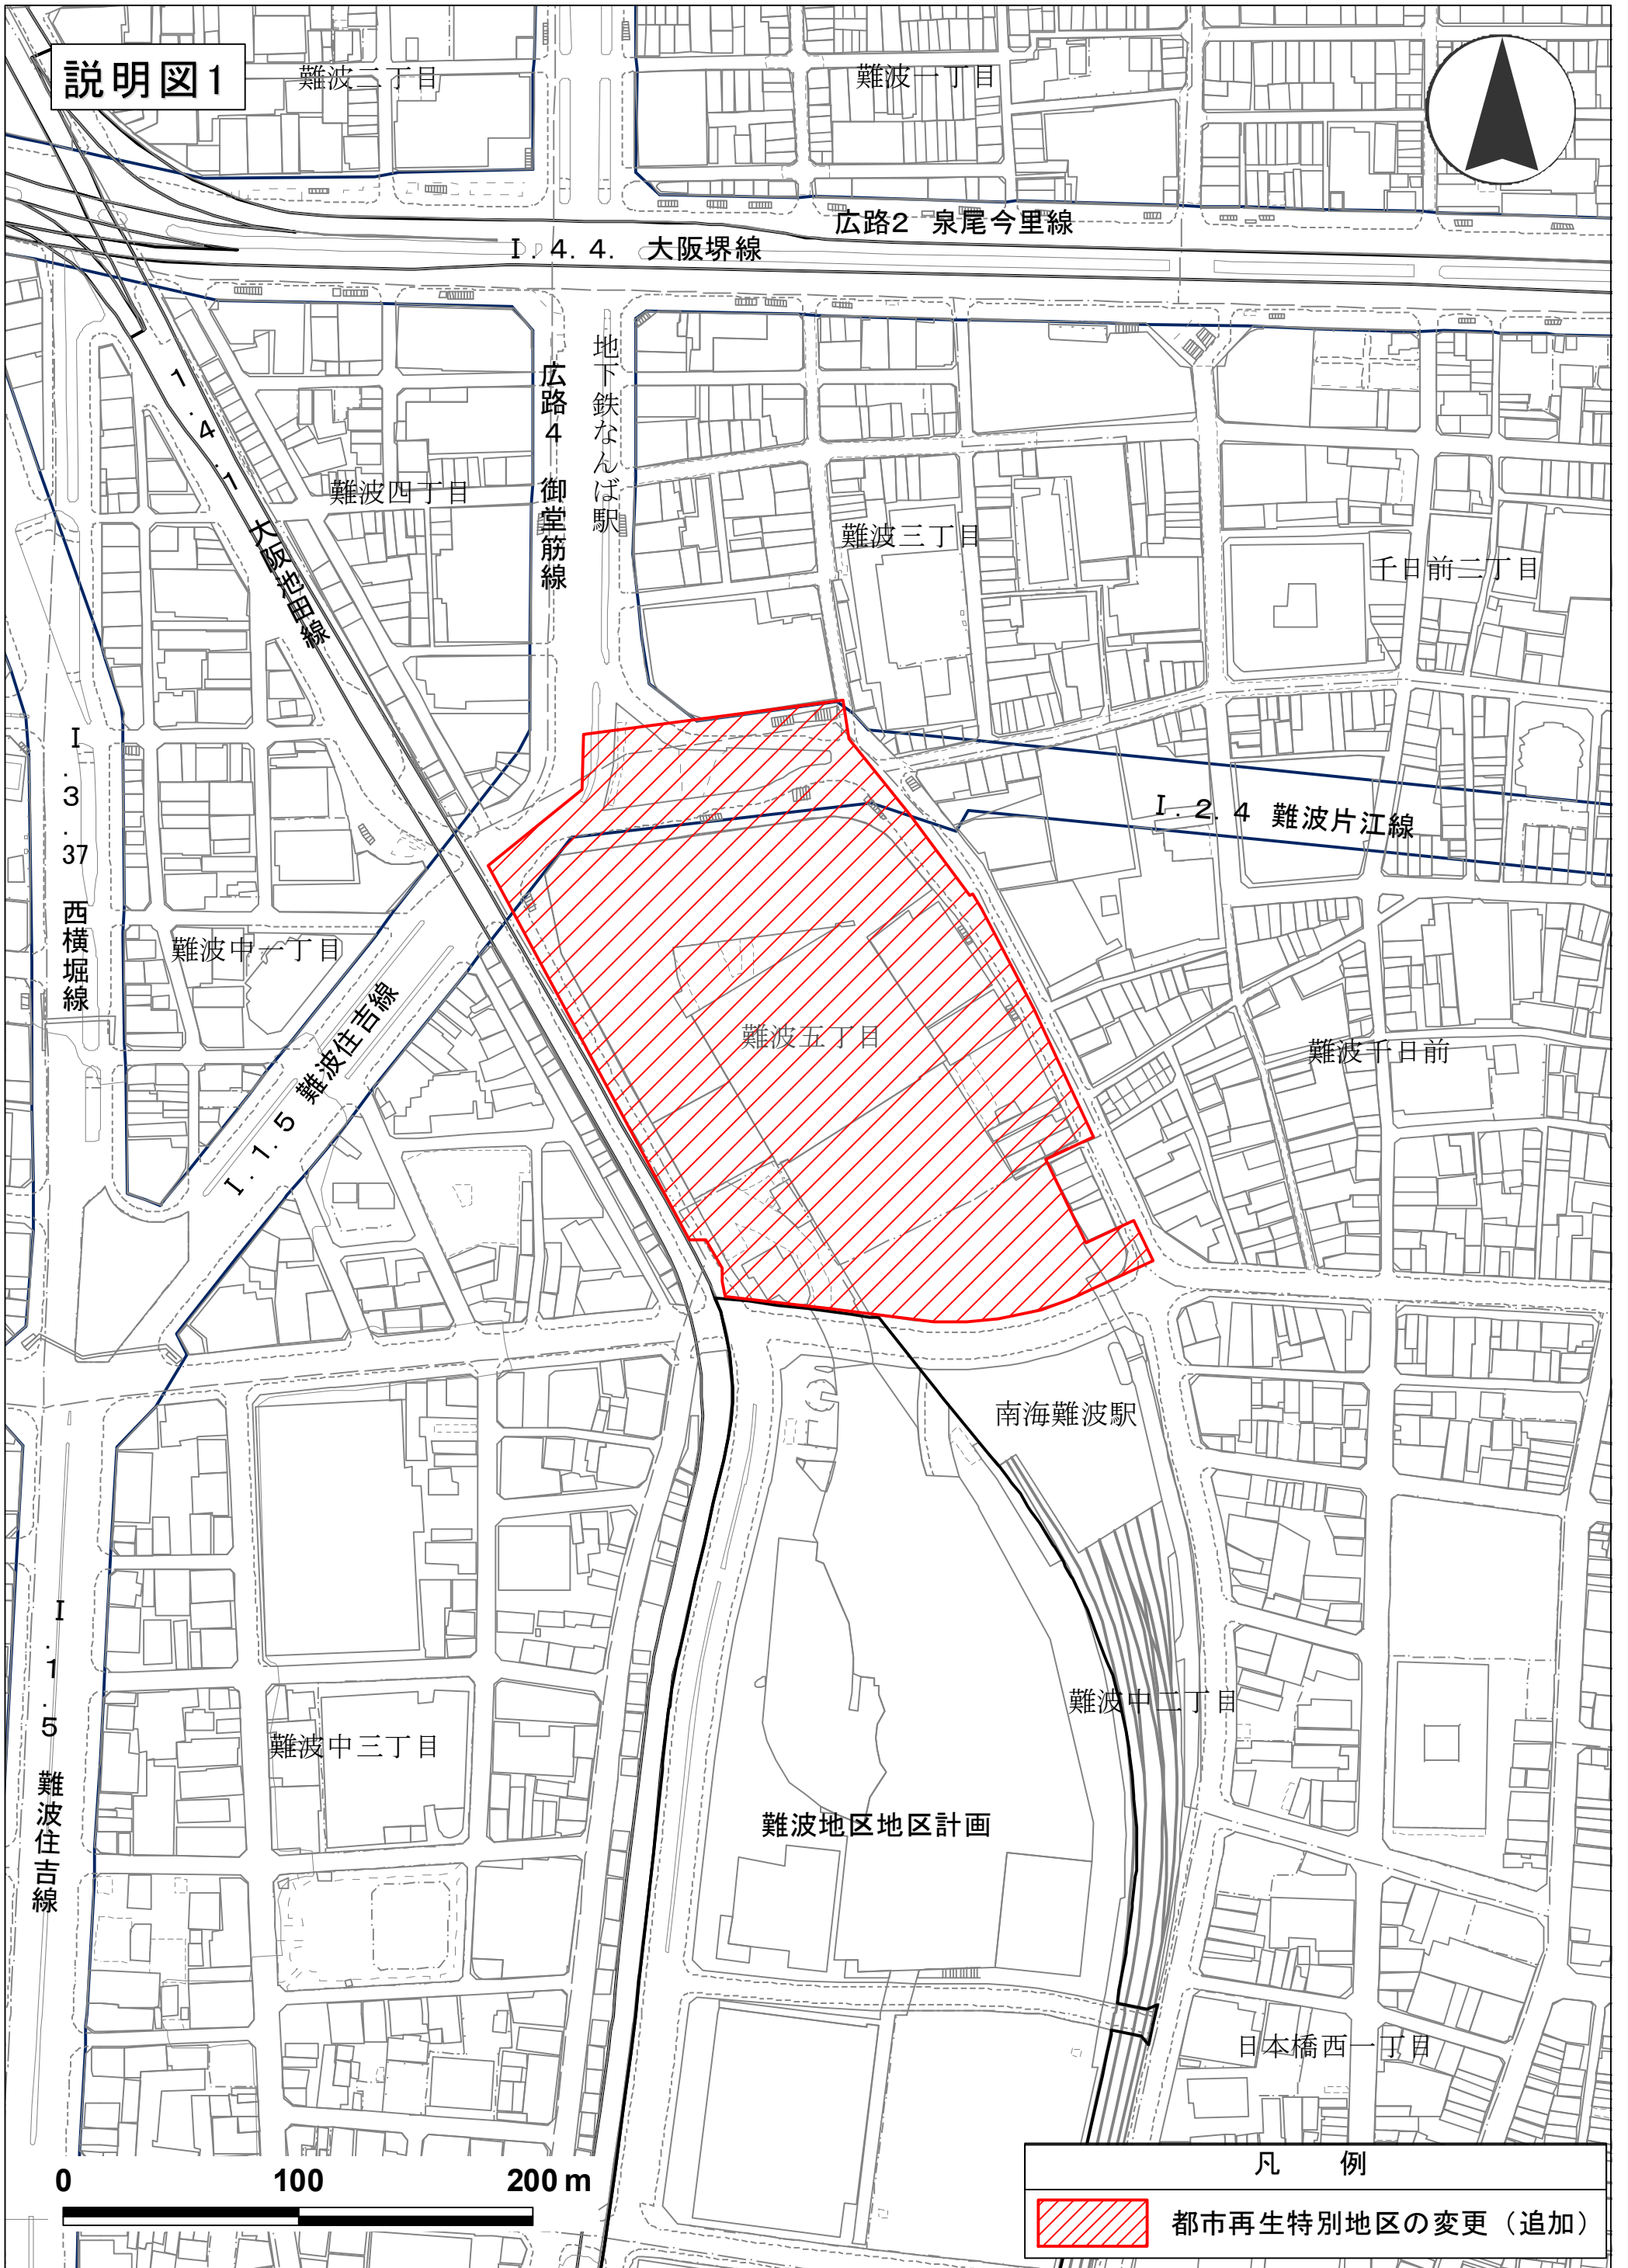 説明図1
難波二丁目
難波一丁目
広路2 泉尾今里線
Ⅰ.4.4. 大阪堺線
地下鉄なんば駅
広路4 御堂筋線
1.4.1 大阪池田線
難波四丁目
難波三丁目
千日前二丁目
Ⅰ.3.37 西横堀線
Ⅰ.2.4 難波片江線
難波中一丁目
難波五丁目
難波千日前
Ⅰ.1.5 難波住吉線
南海難波駅
Ⅰ.1.5 難波住吉線
難波中二丁目
難波中三丁目
難波地区地区計画
日本橋西一丁目
0 100 200 m
凡 例
都市再生特別地区の変更（追加）